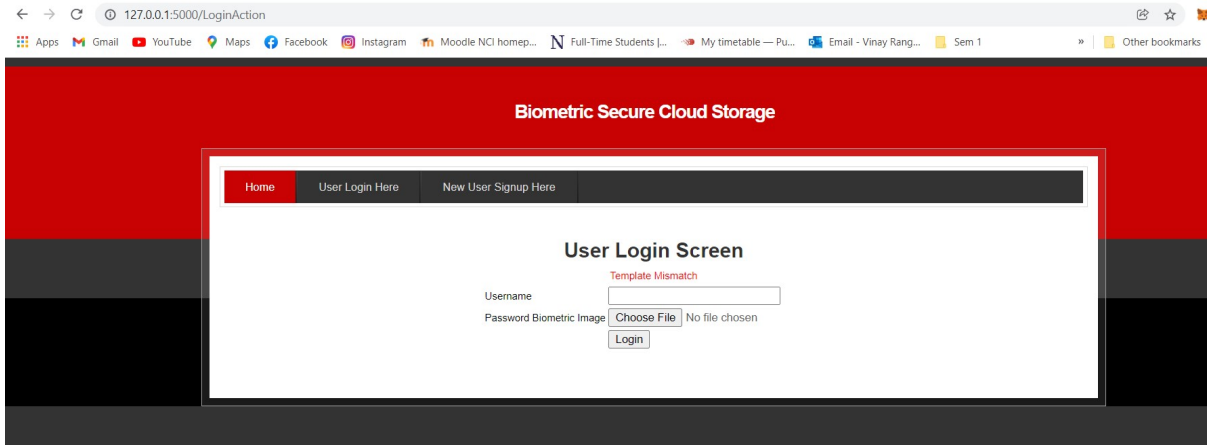 127.0.0.1:5000/LoginAction
Apps Gmail YouTube Maps Facebook Instagram Moodle NCI homep... Full-Time Students |... My timetable — Pu... Email - Vinay Rang... Sem 1 » Other bookmarks
Biometric Secure Cloud Storage
Home User Login Here New User Signup Here
User Login Screen
Template Mismatch
Username
Password Biometric Image Choose File No file chosen
Login